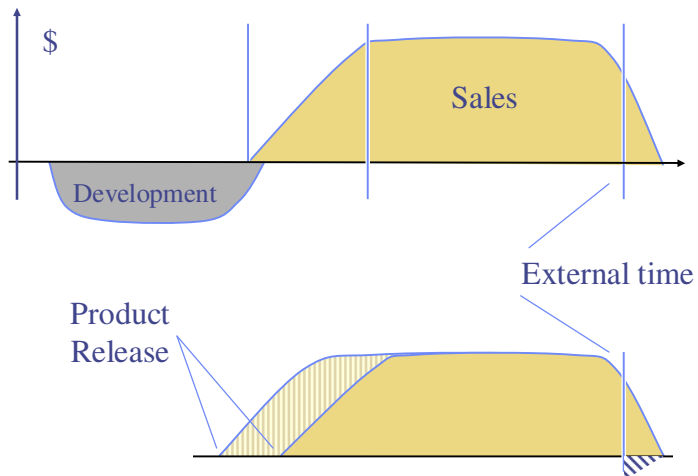 $
Sales
Development
External time
Product
Release